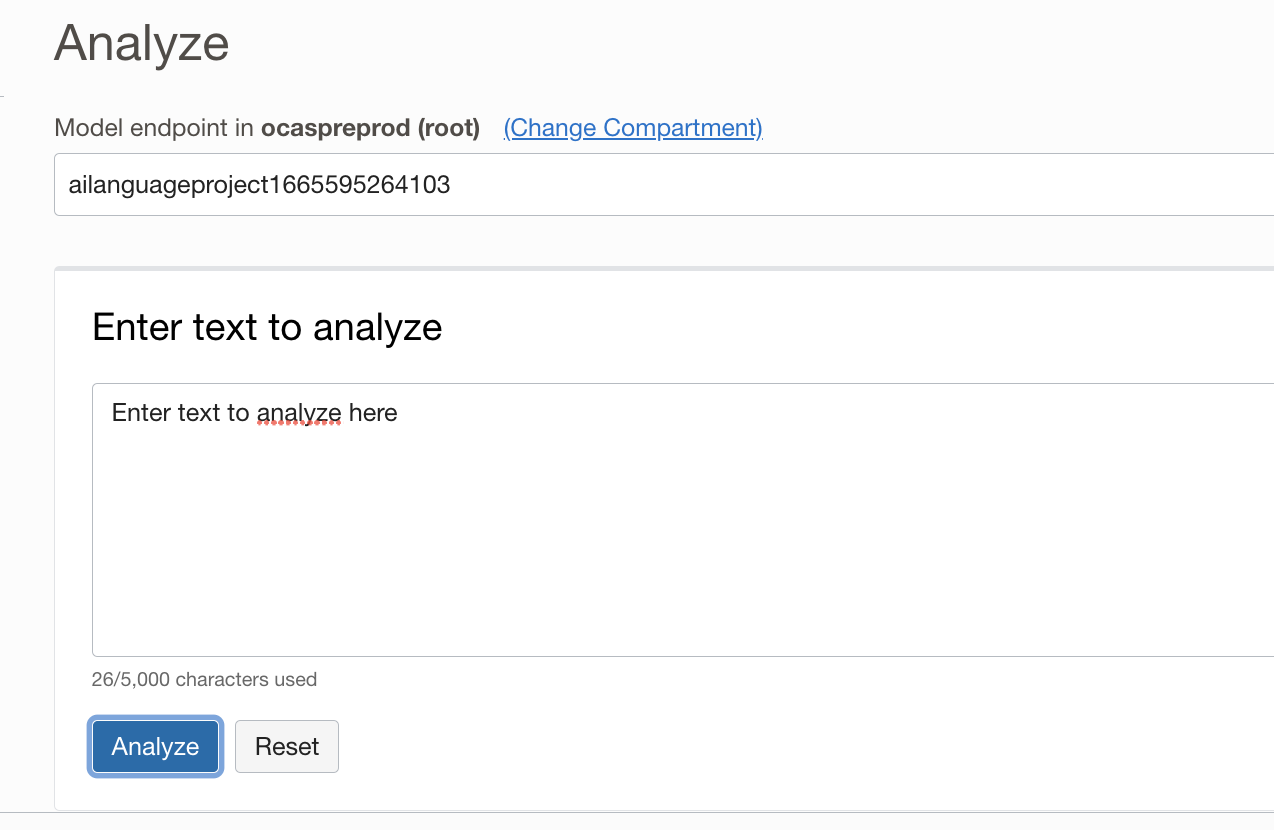 Analyze
Model endpoint in ocaspreprod (root) (Change Compartment)
ailanguageproject1665595264103
Enter text to analyze
Enter text to analyze here
26/5,000 characters used
Analyze Reset